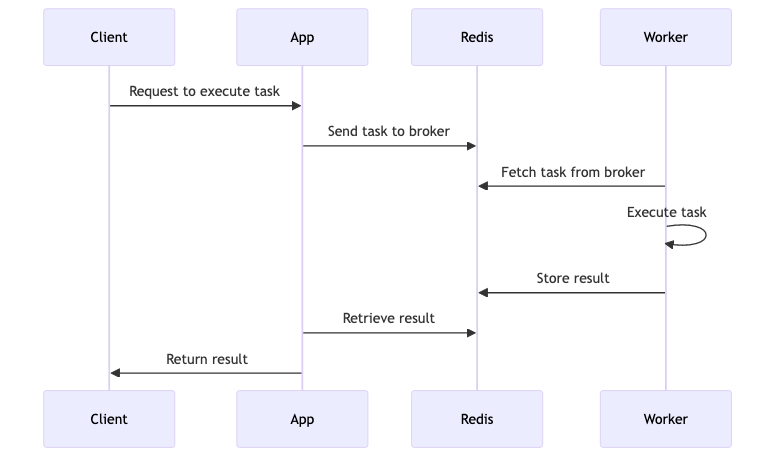 Client App Redis Worker
Request to execute task
Send task to broker
Fetch task from broker
Execute task
Store result
Retrieve result
Return result
Client App Redis Worker